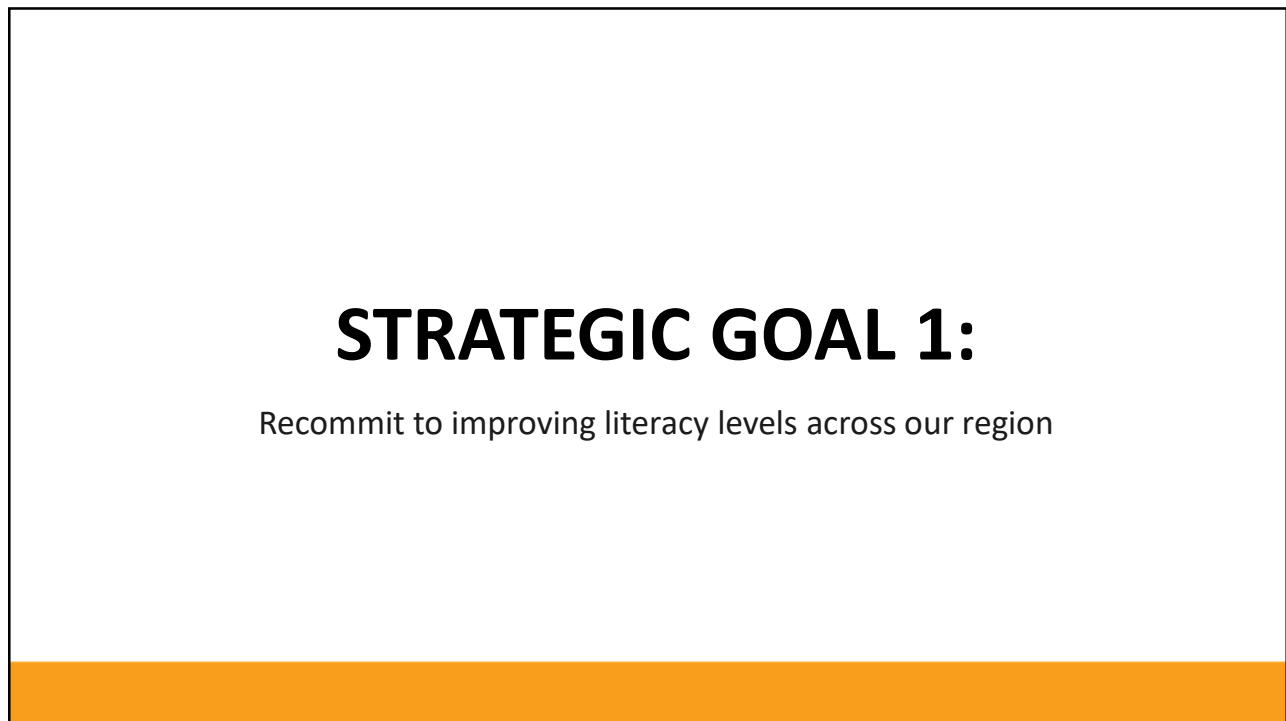 STRATEGIC GOAL 1:
Recommit to improving literacy levels across our region